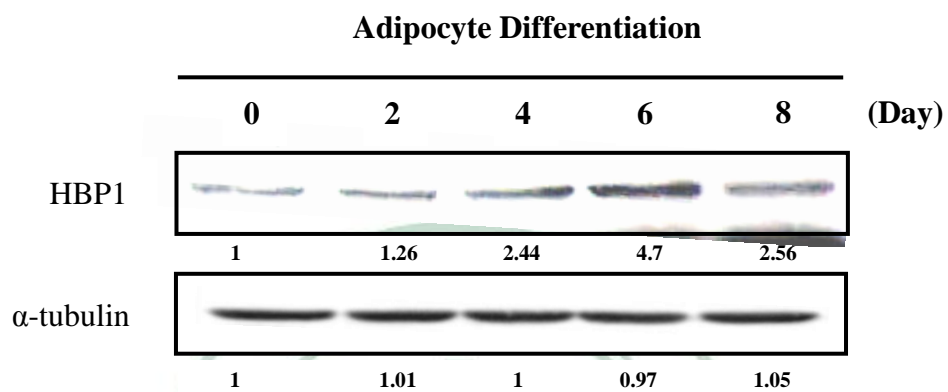 Adipocyte Differentiation
0 2 4 6 8 (Day)
HBP1
1 1.26 2.44 4.7 2.56
α-tubulin
1 1.01 1 0.97 1.05